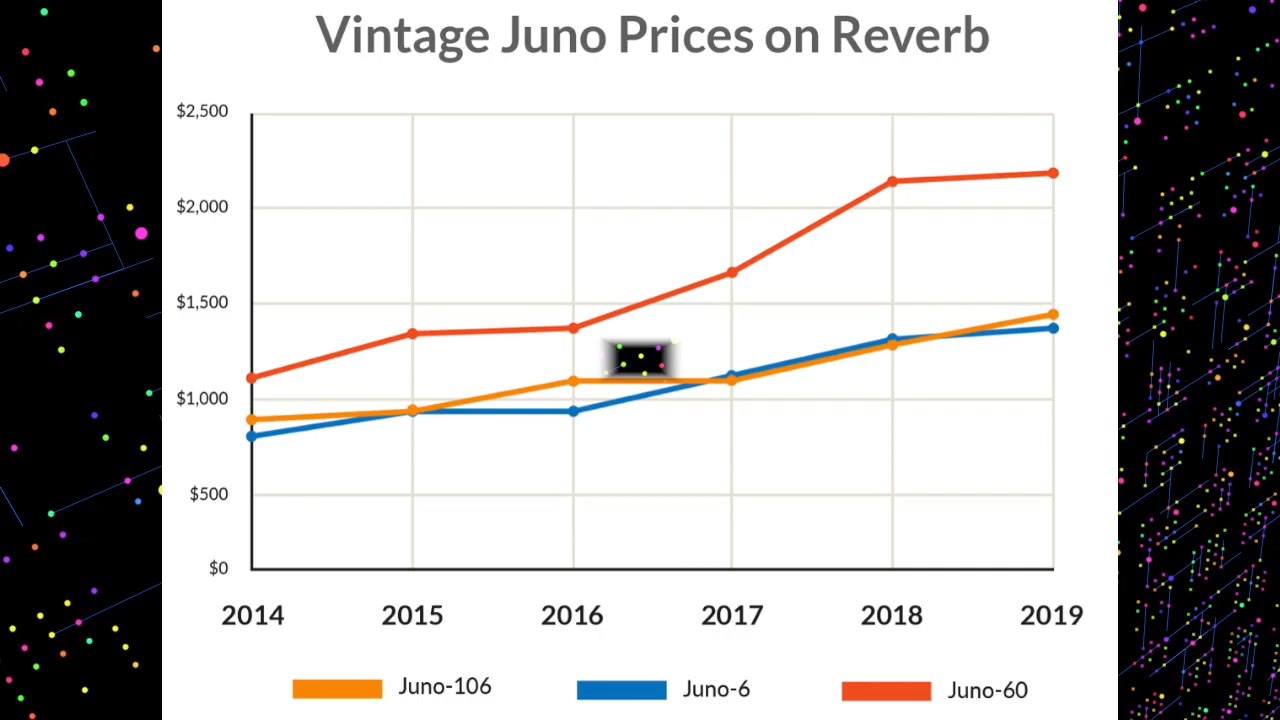 Vintage Juno Prices on Reverb
$2,500
$2,000
$1,500
$1,000
$500
$0
2014 2015 2016 2017 2018 2019
Juno-106 Juno-6 Juno-60